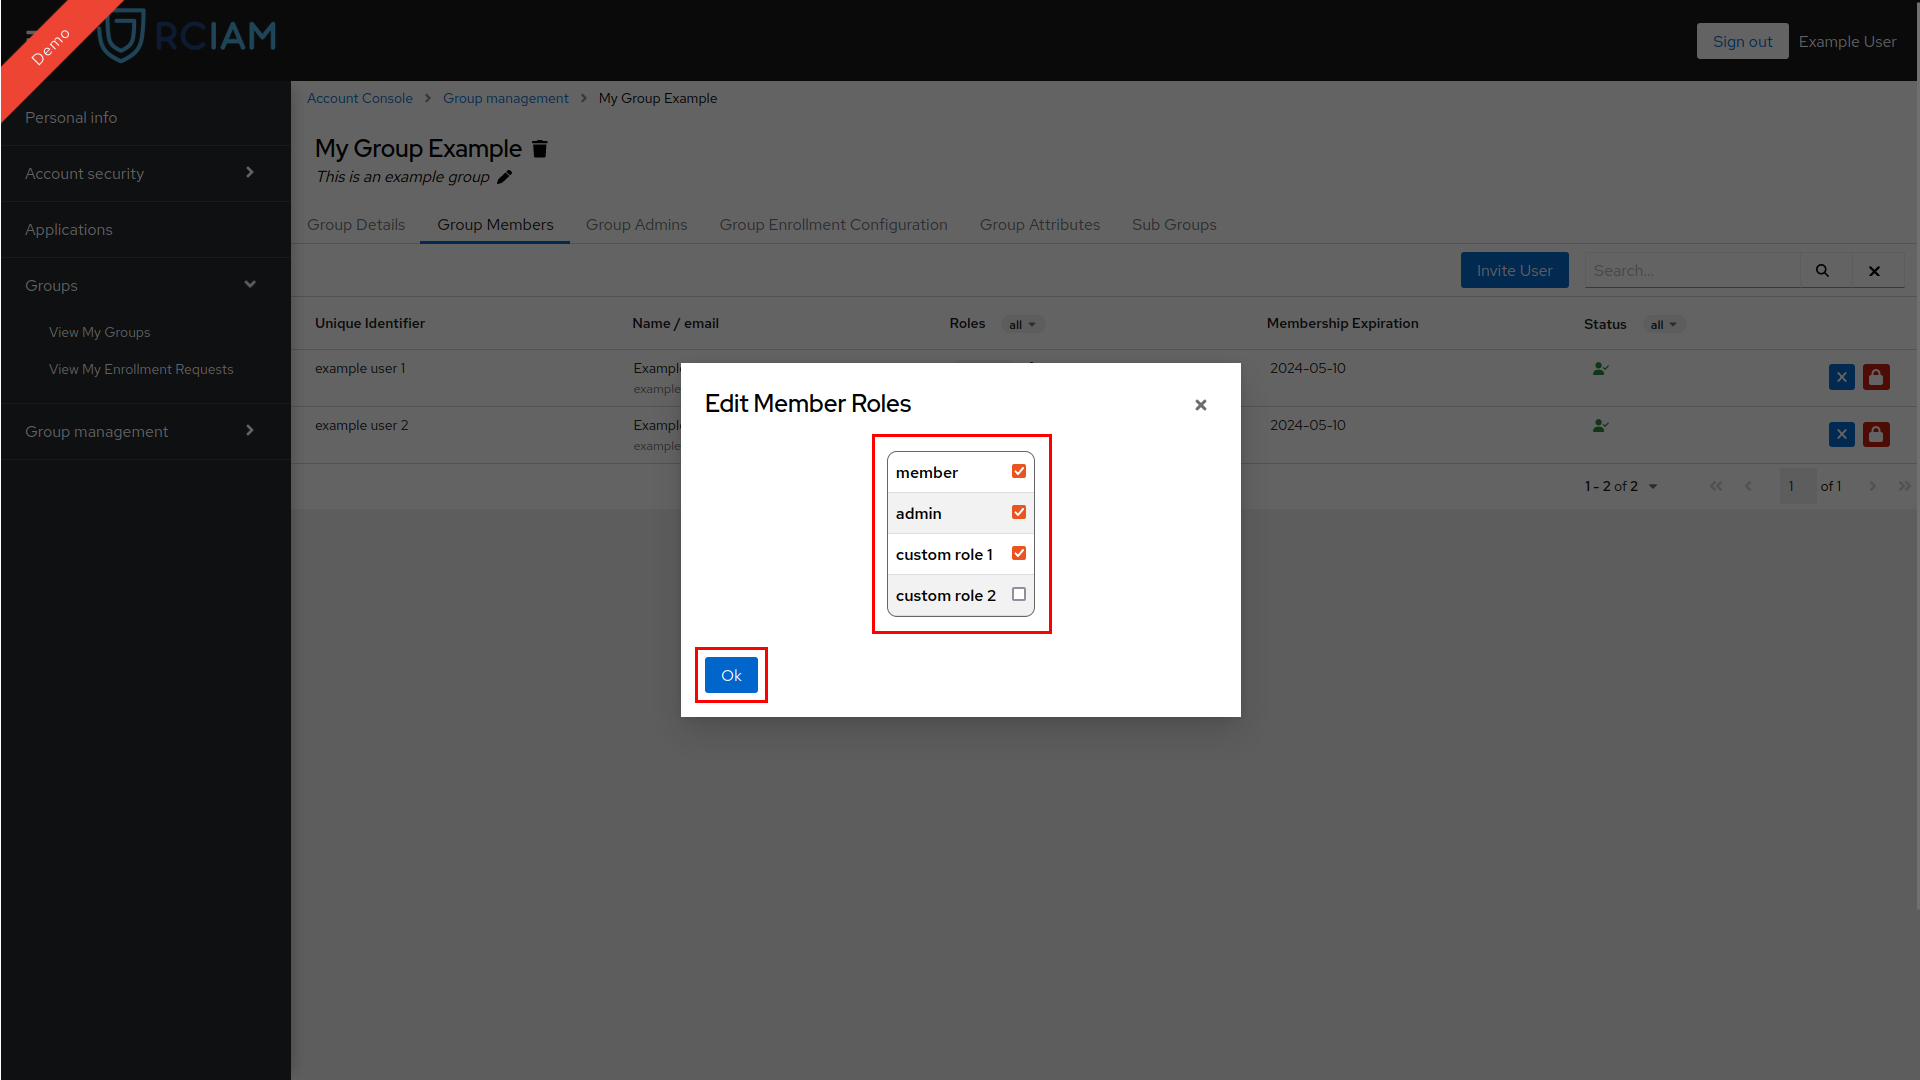 Demo
RCIAM
Sign out Example User
Personal info
Account security
Applications
Groups
View My Groups
View My Enrollment Requests
Group management
Account Console Group management My Group Example
My Group Example
This is an example group
Group Details Group Members Group Admins Group Enrollment Configuration Group Attributes Sub Groups
Invite User Search...
Unique Identifier Name / email Roles all Membership Expiration Status all
example user 1 Exampl 2024-05-10
example
example user 2 Exampl 2024-05-10
example
1 - 2 of 2 1 of 1
Edit Member Roles
member
admin
custom role 1
custom role 2
Ok